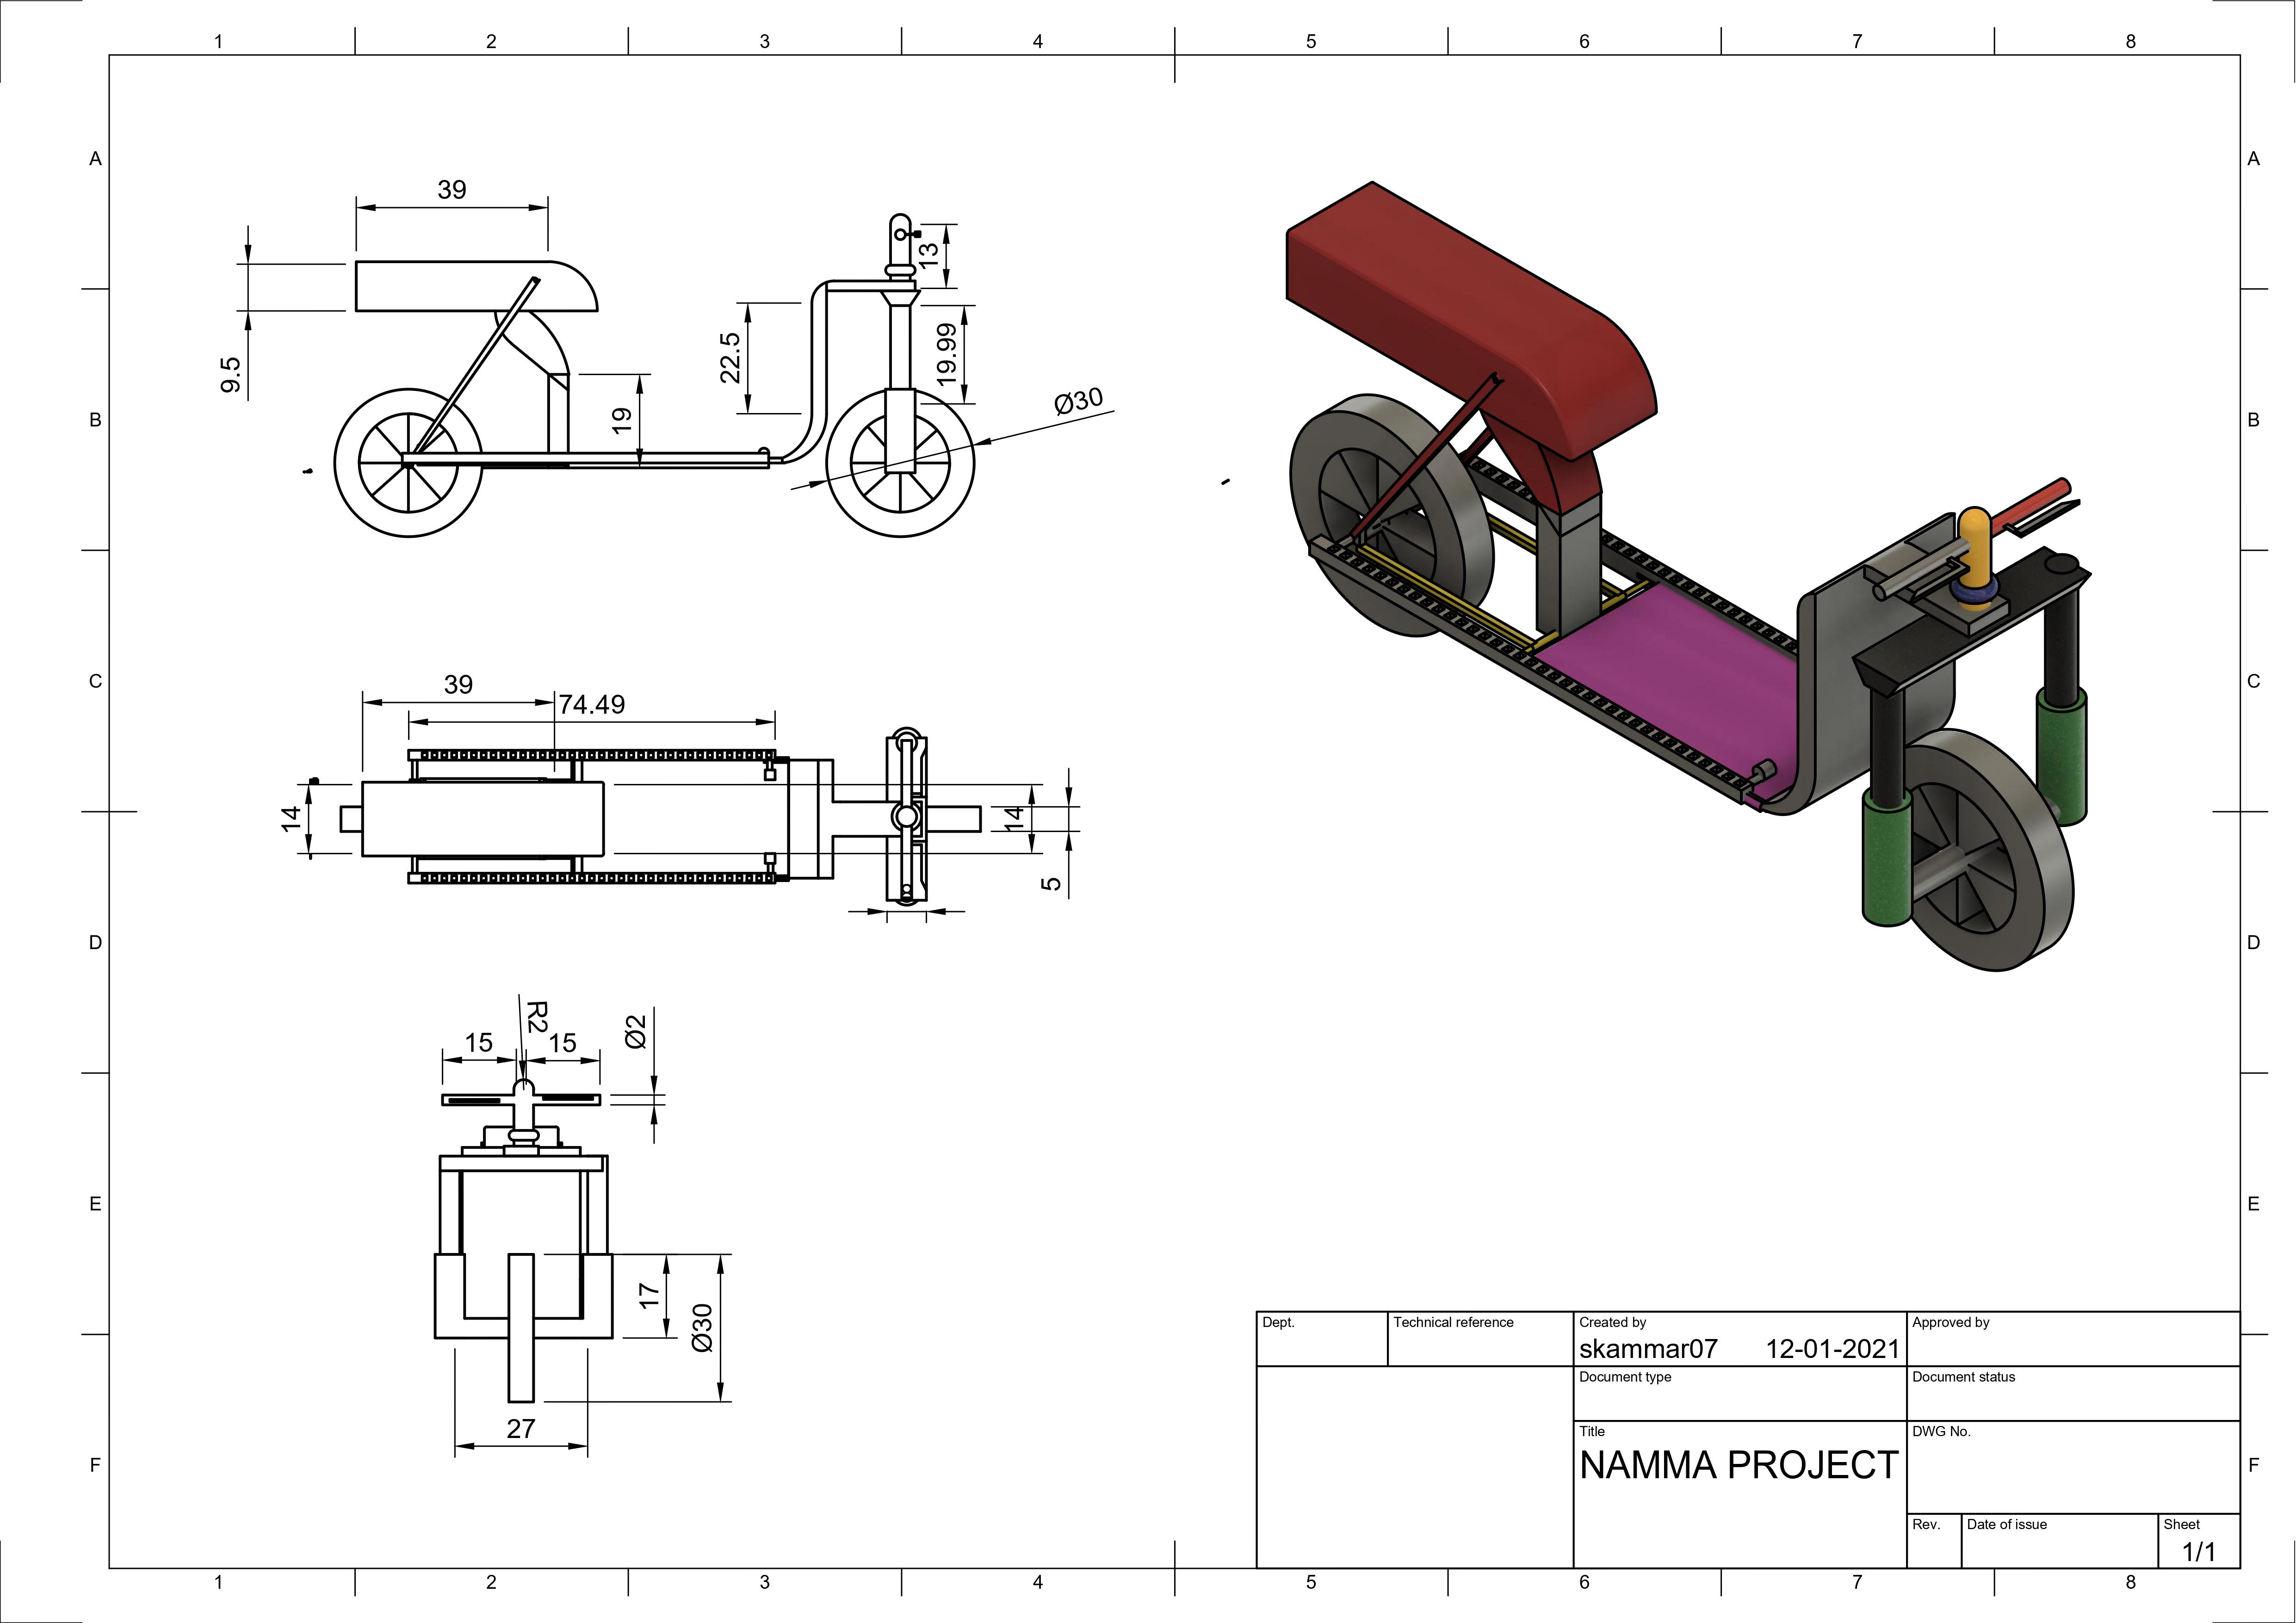 1 2 3 4 5 6 7 8
A A
39
13
9.5
22.5
19.99
19
Ø30
B B
C C
39
74.49
14
14
5
D D
R2
15 15
Ø2
E E
17
Ø30
27
F F
Dept.
Technical reference
Created by
skammar07 12-01-2021
Approved by
Document type
Document status
Title
NAMMA PROJECT
DWG No.
Rev.
Date of issue
Sheet
1/1
1 2 3 4 5 6 7 8